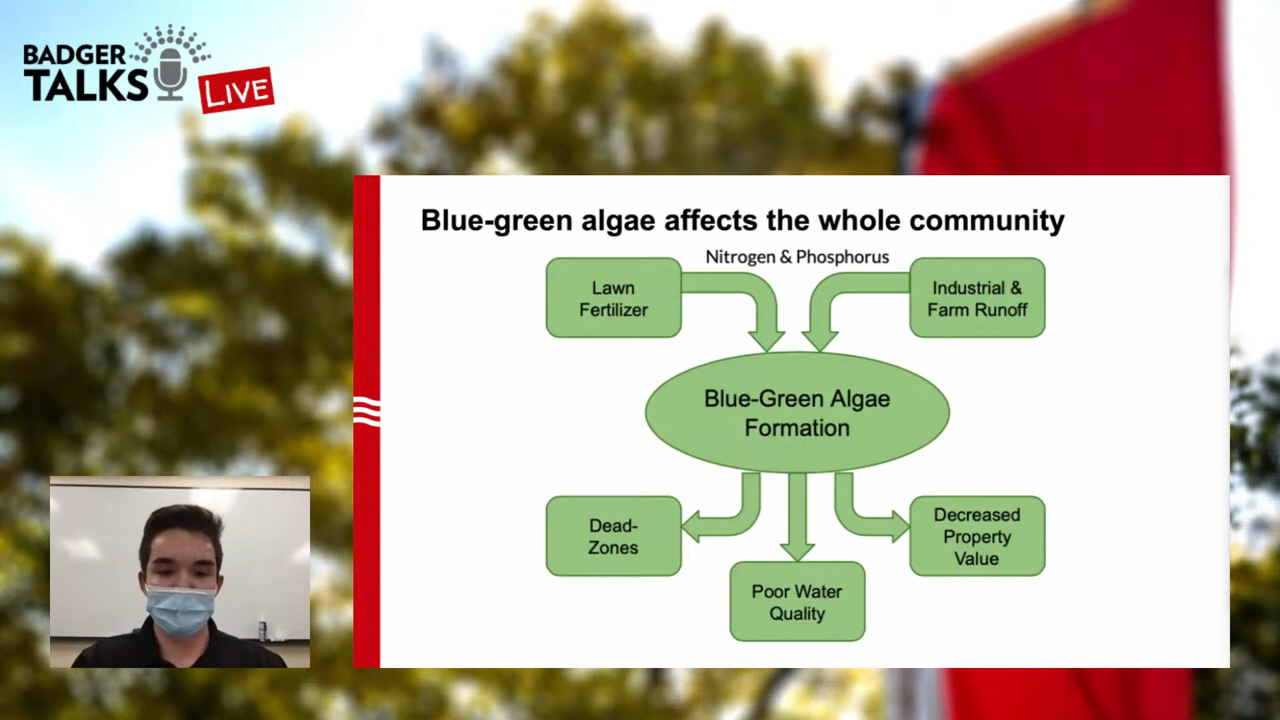 BADGER
TALKS
LIVE
Blue-green algae affects the whole community
Nitrogen & Phosphorus
Lawn
Fertilizer
Industrial &
Farm Runoff
Blue-Green Algae
Formation
Dead-
Zones
Poor Water
Quality
Decreased
Property
Value